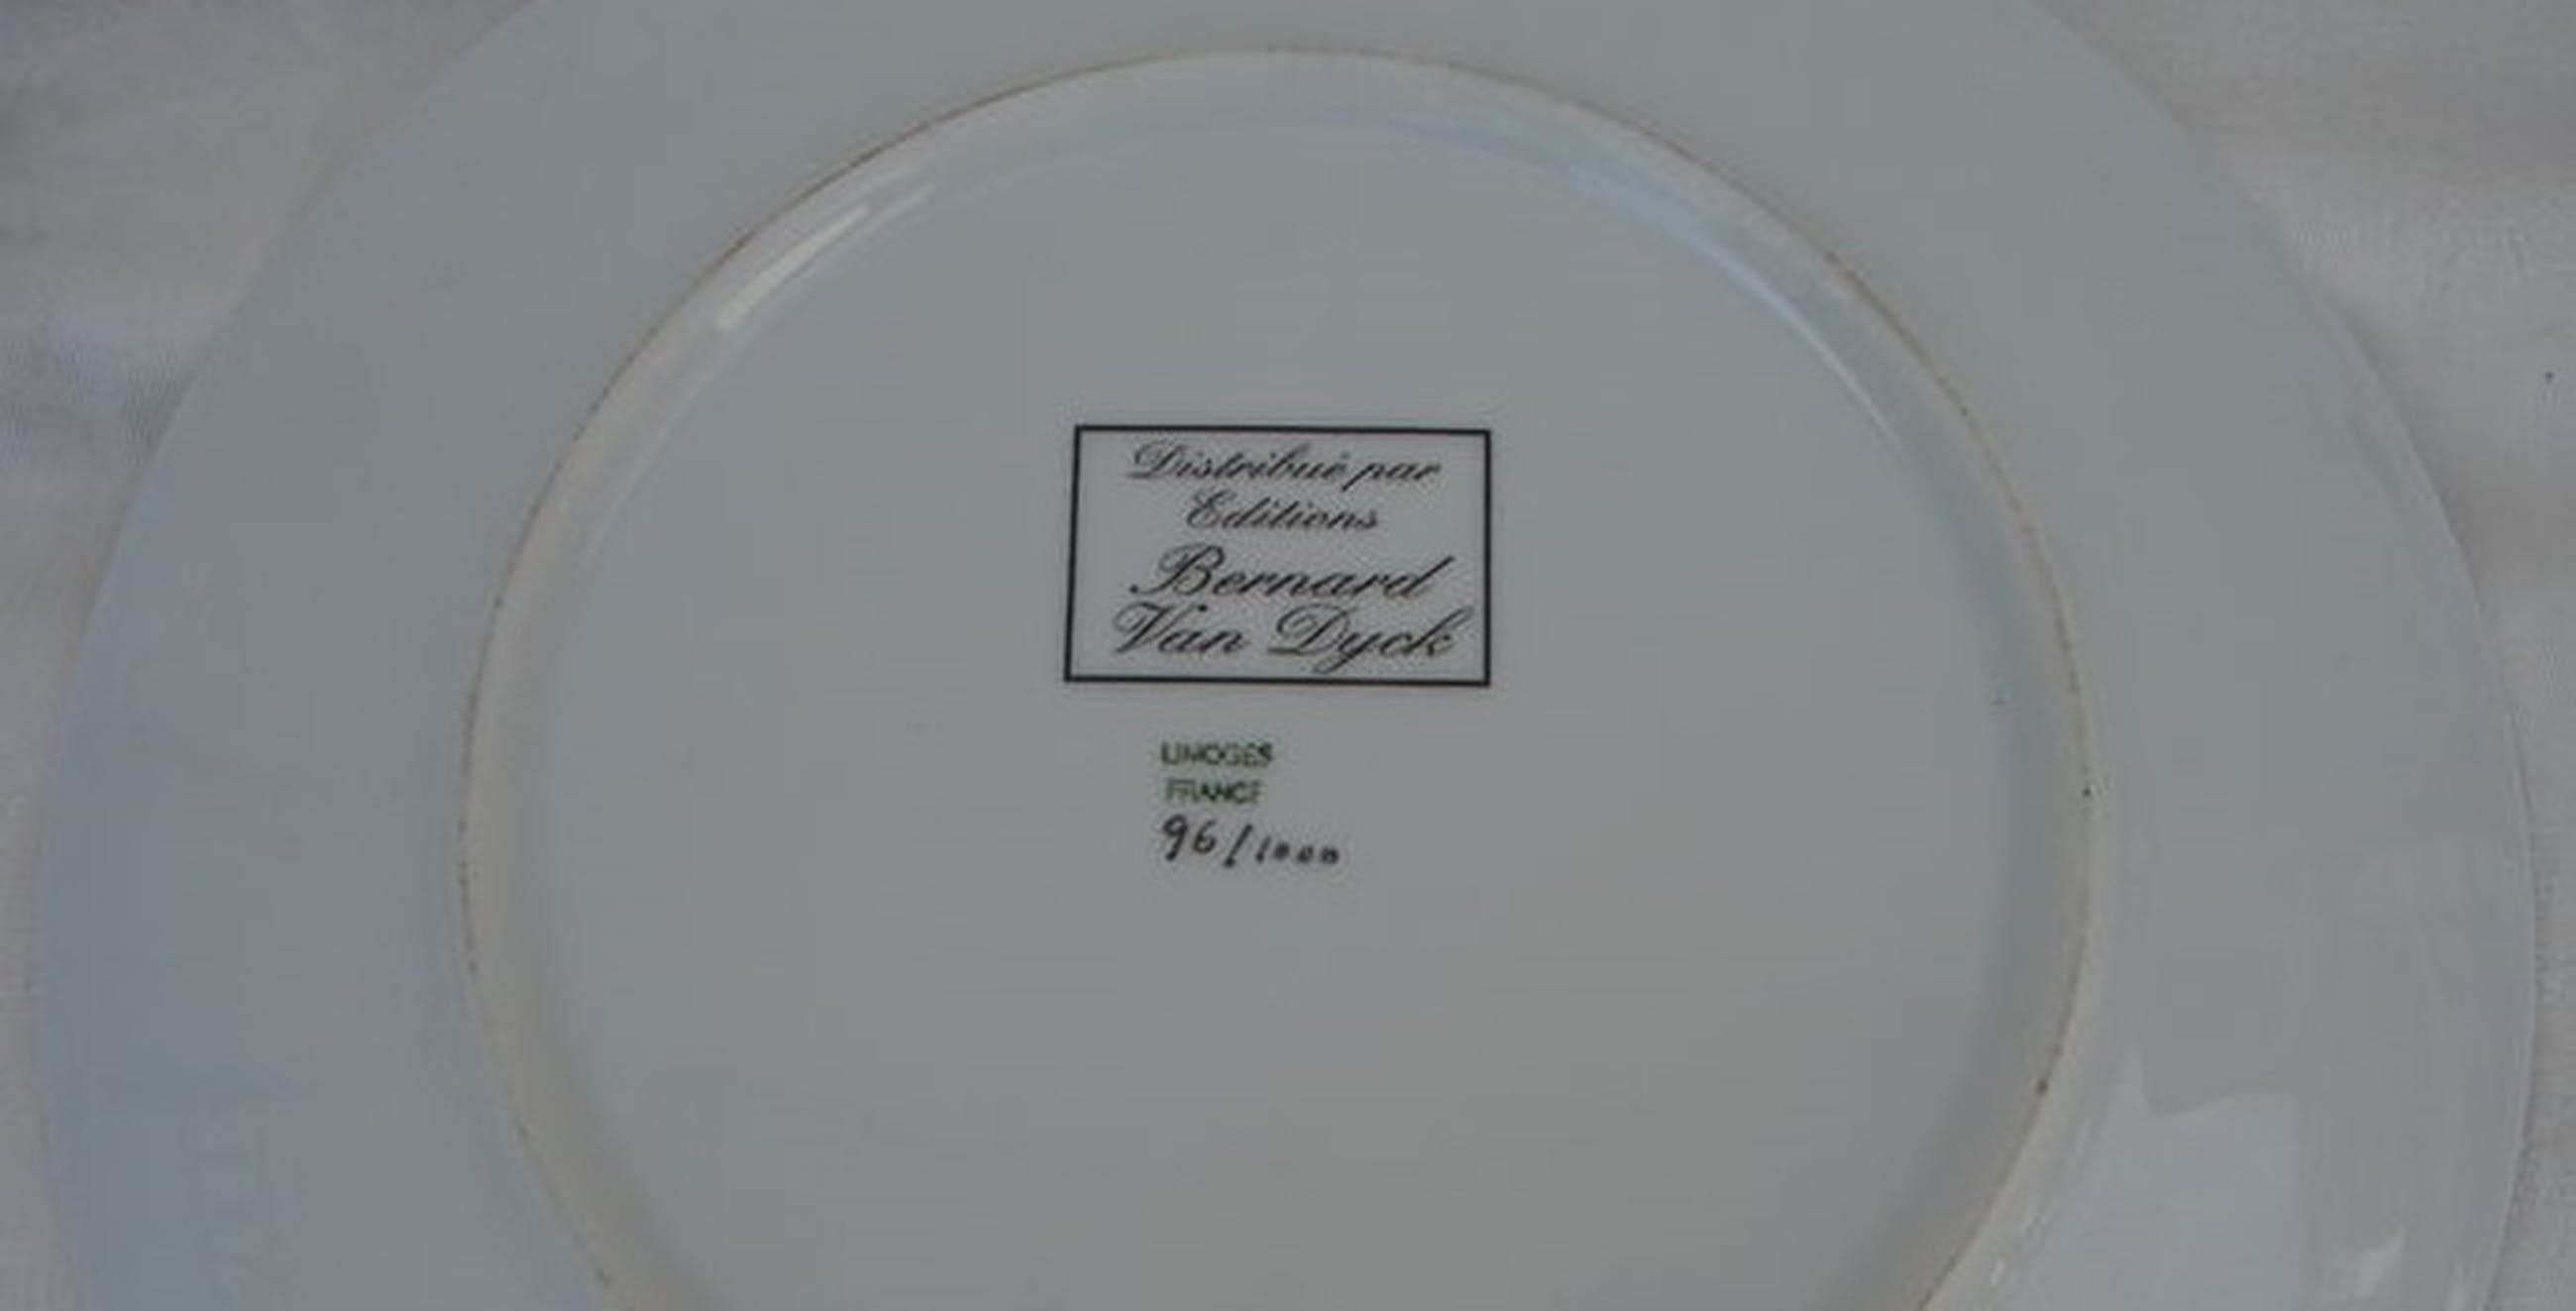 Distribué par
Editions
Bernard
Van Dyck
LIMOGES
FRANCE
96/1000